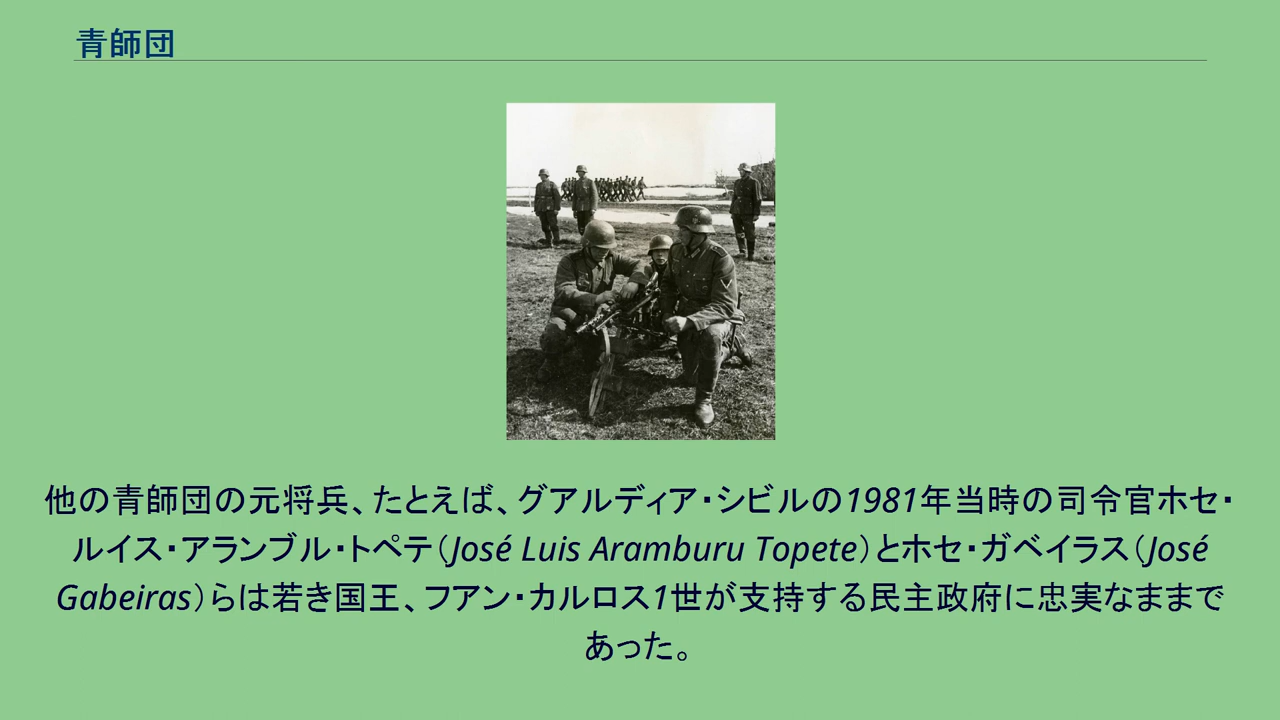 青師団
他の青師団の元将兵、たとえば、グアルディア・シビルの1981年当時の司令官ホセ・
ルイス・アランブル・トペテ（José Luis Aramburu Topete）とホセ・ガベイラス（José
Gabeiras）らは若き国王、フアン・カルロス1世が支持する民主政府に忠実なままで
あった。